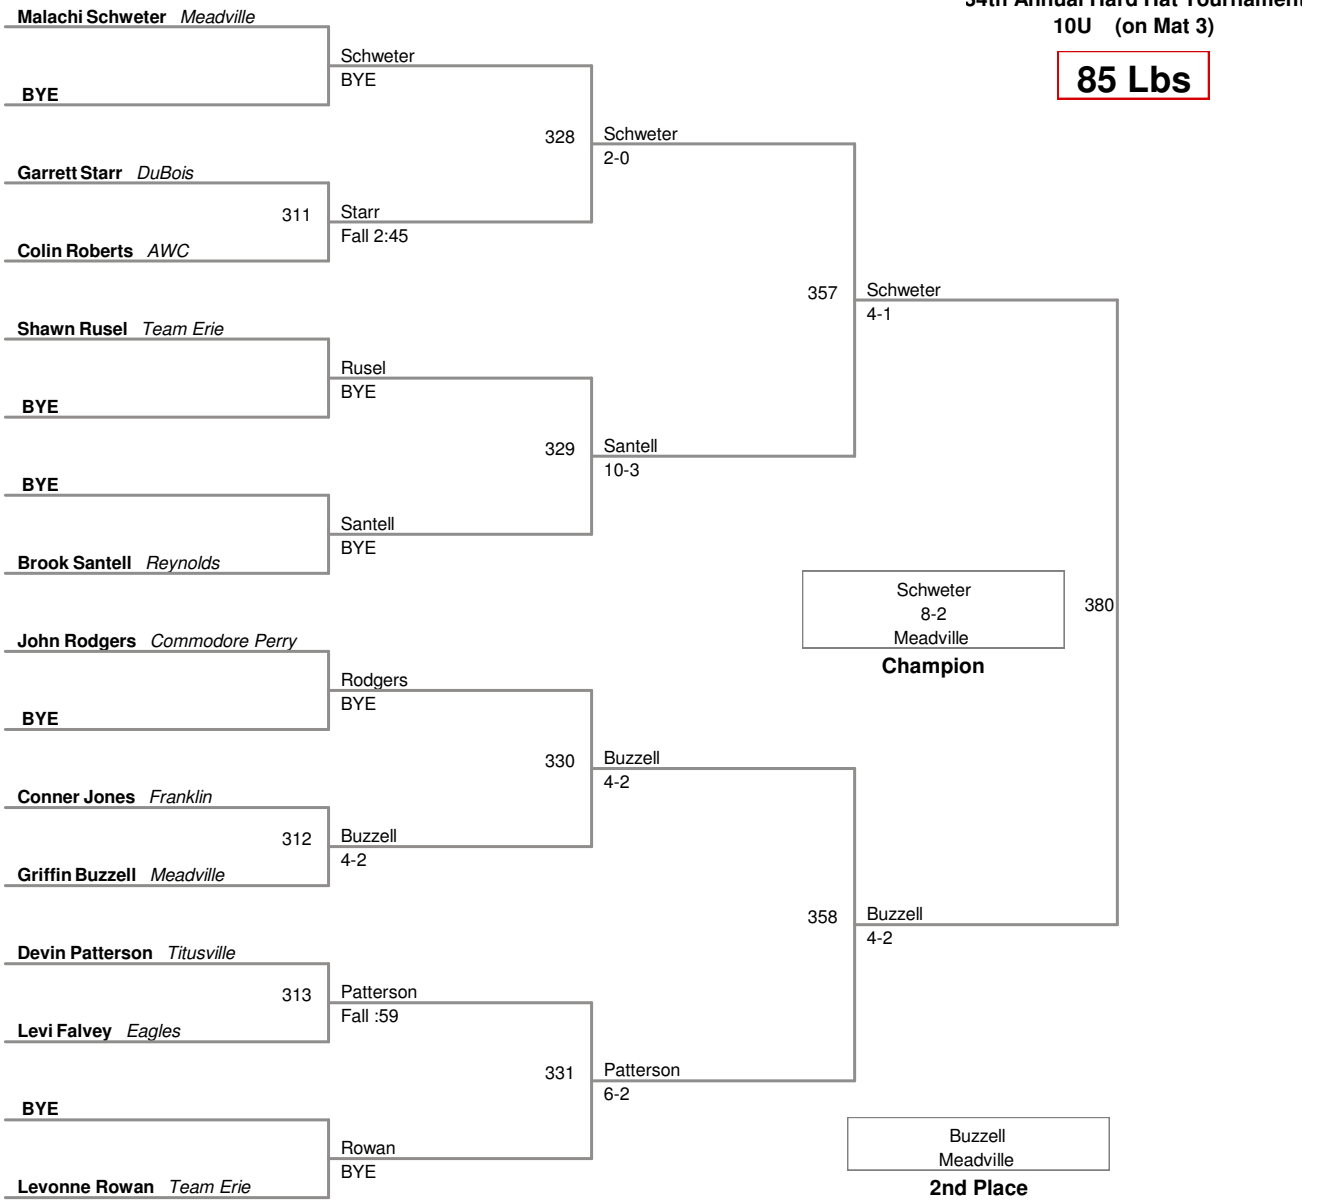 34th Annual Hard Hat Tournament
10U (on Mat 3)
85 Lbs
Malachi Schweter Meadville
Schweter
BYE
BYE
328
Schweter
2-0
Garrett Starr DuBois
311
Starr
Fall 2:45
Colin Roberts AWC
357
Schweter
4-1
Shawn Rusel Team Erie
Rusel
BYE
BYE
329
Santell
10-3
BYE
Santell
BYE
Brook Santell Reynolds
Schweter
8-2
Meadville
Champion
380
John Rodgers Commodore Perry
Rodgers
BYE
BYE
330
Buzzell
4-2
Conner Jones Franklin
312
Buzzell
4-2
Griffin Buzzell Meadville
358
Buzzell
4-2
Devin Patterson Titusville
313
Patterson
Fall :59
Levi Falvey Eagles
331
Patterson
6-2
BYE
Rowan
BYE
Levonne Rowan Team Erie
Buzzell
Meadville
2nd Place